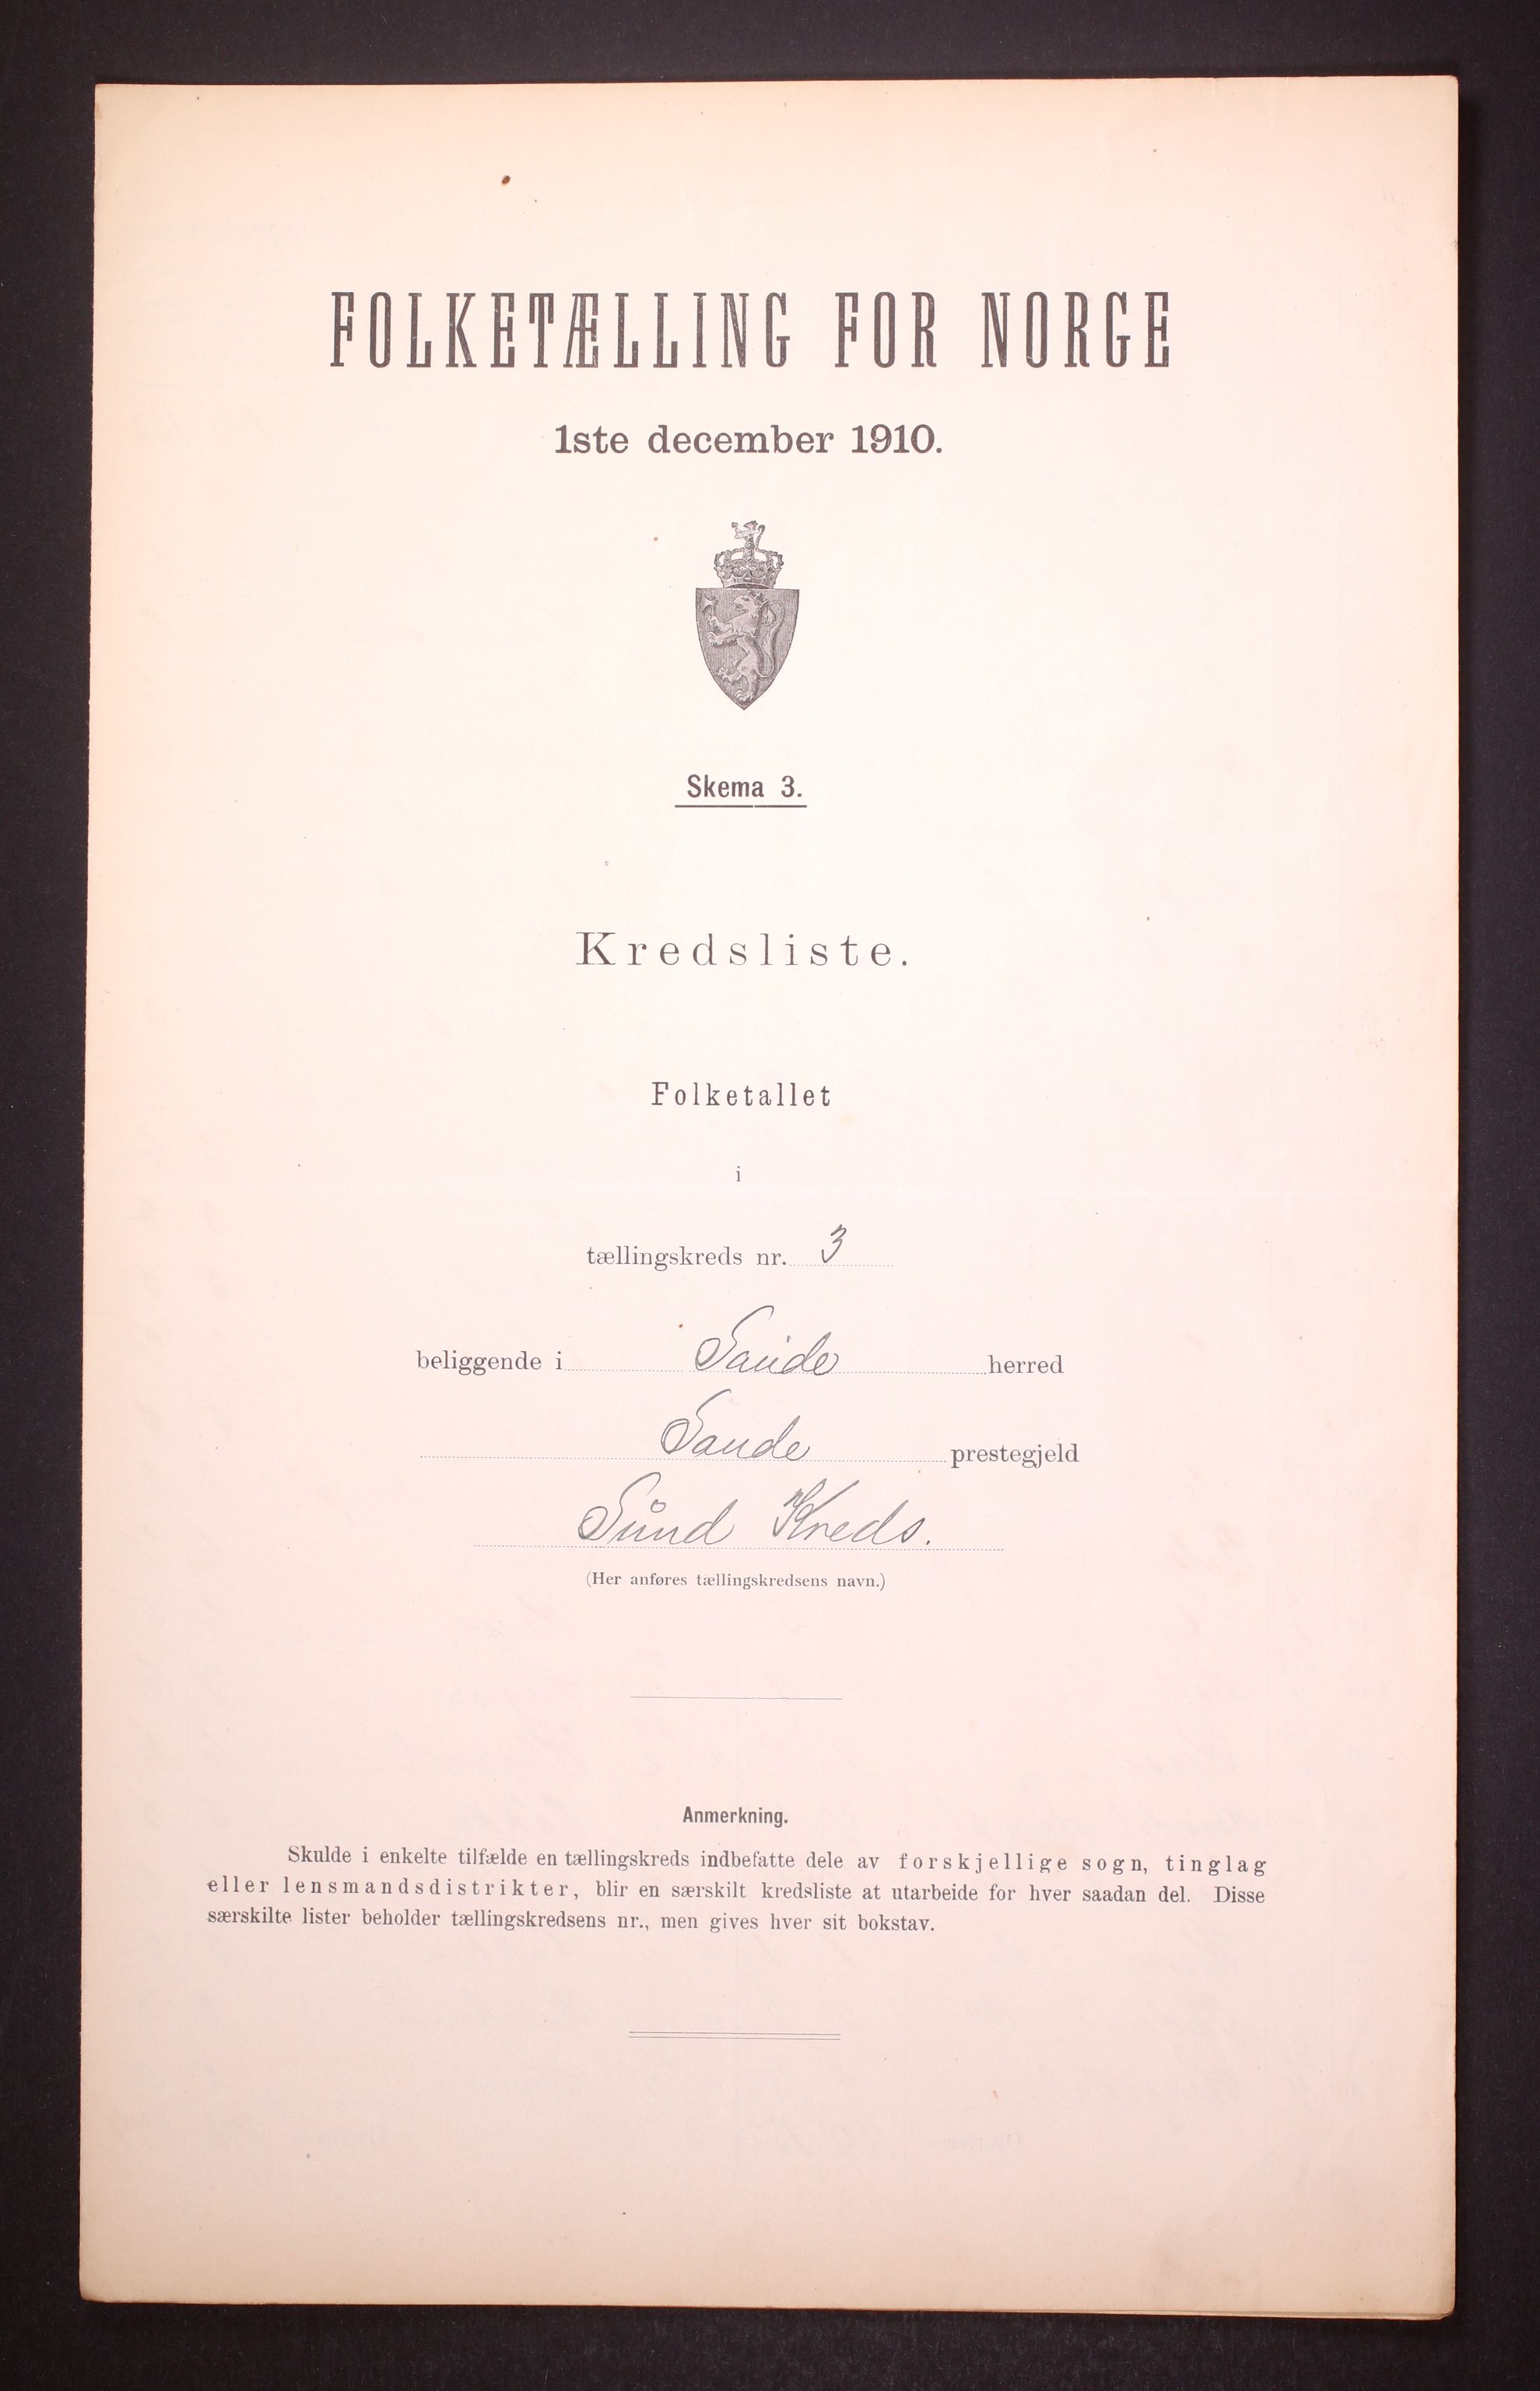 FOLKETÆLLING FOR NORGE
1ste december 1910.
Skema 3.
Kredsliste.
Folketallet
i
tællingskreds nr. 3
beliggende i Sande herred
Sande prestegjeld
Sund Kreds.
(Her anføres tællingskredsens navn.)
Anmerkning.
Skulde i enkelte tilfælde en tællingskreds indbefatte dele av forskjellige sogn, tinglag
eller lensmandsdistrikter, blir en særskilt kredsliste at utarbeide for hver saadan del. Disse
særskilte lister beholder tællingskredsens nr., men gives hver sit bokstav.